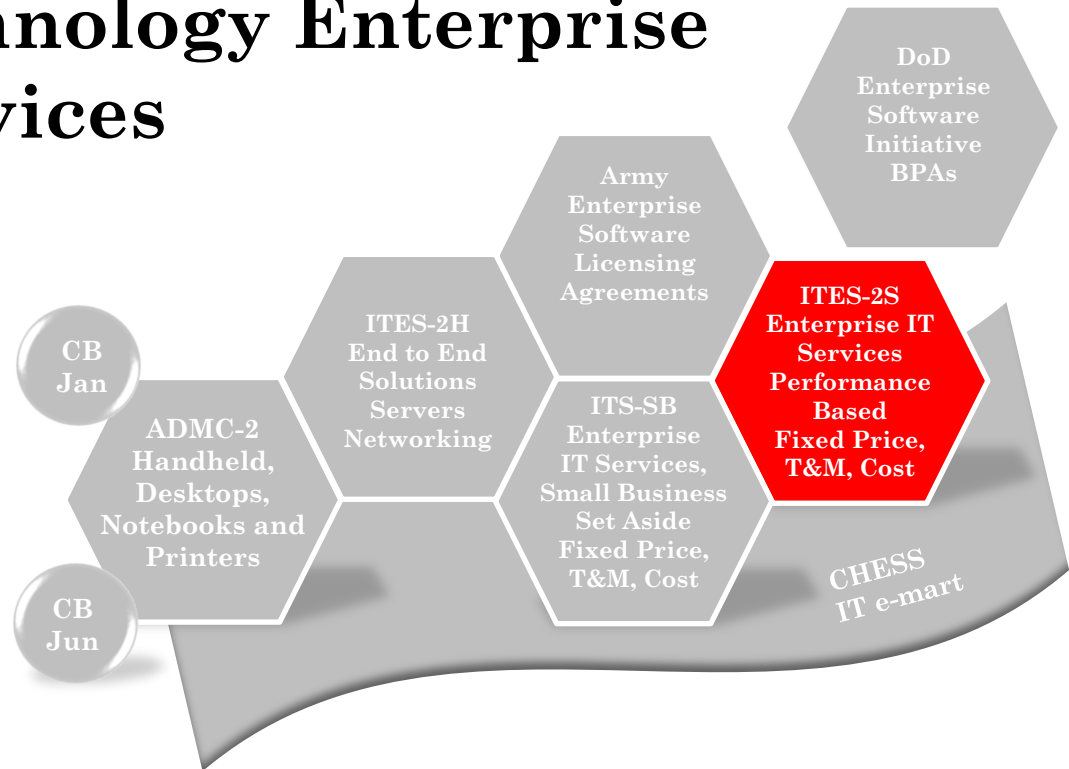 Enterprise
DoD
Enterprise
Software
Initiative
BPAs
Army
Enterprise
Software
Licensing
Agreements
ITES-2S
Enterprise IT
Services
Performance
Based
Fixed Price,
T&M, Cost
ITES-2H
End to End
Solutions
Servers
Networking
ITS-SB
Enterprise
IT Services,
Small Business
Set Aside
Fixed Price,
T&M, Cost
CB
Jan
ADMC-2
Handheld,
Desktops,
Notebooks and
Printers
CB
Jun
CHESS
IT e-mart